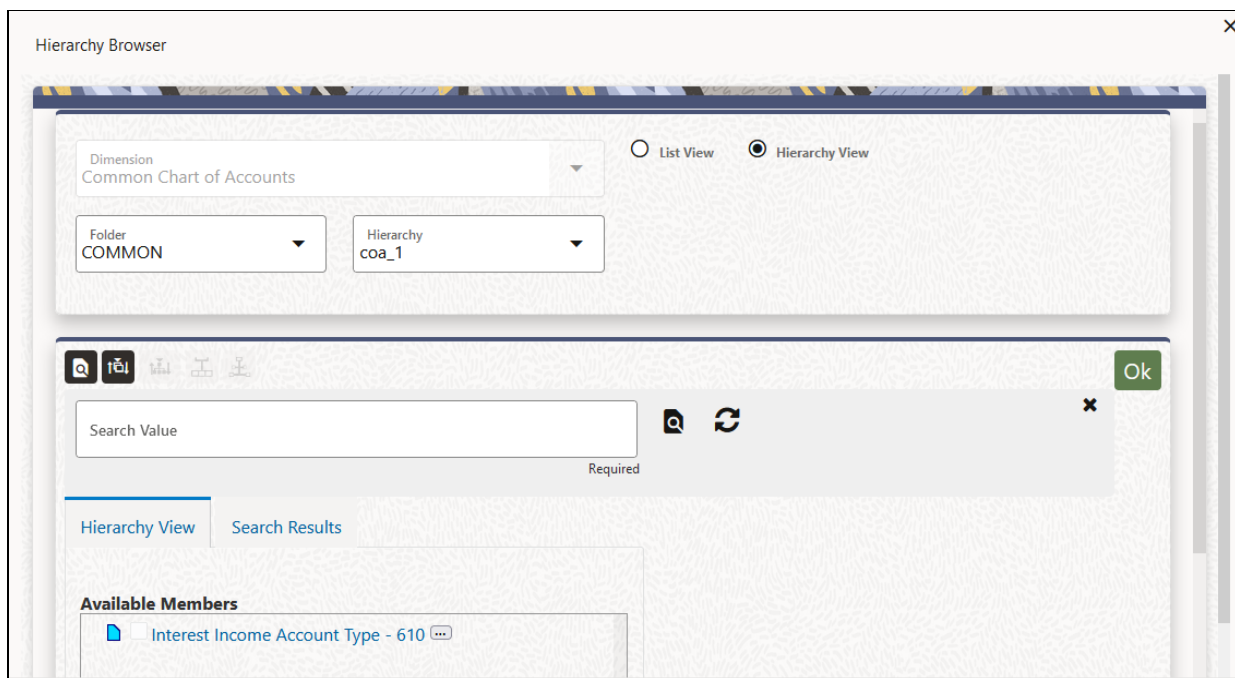 Hierarchy Browser
Dimension
Common Chart of Accounts
List View
Hierarchy View
Folder
COMMON
Hierarchy
coa_1
Ok
Search Value
Required
Hierarchy View
Search Results
Available Members
Interest Income Account Type - 610